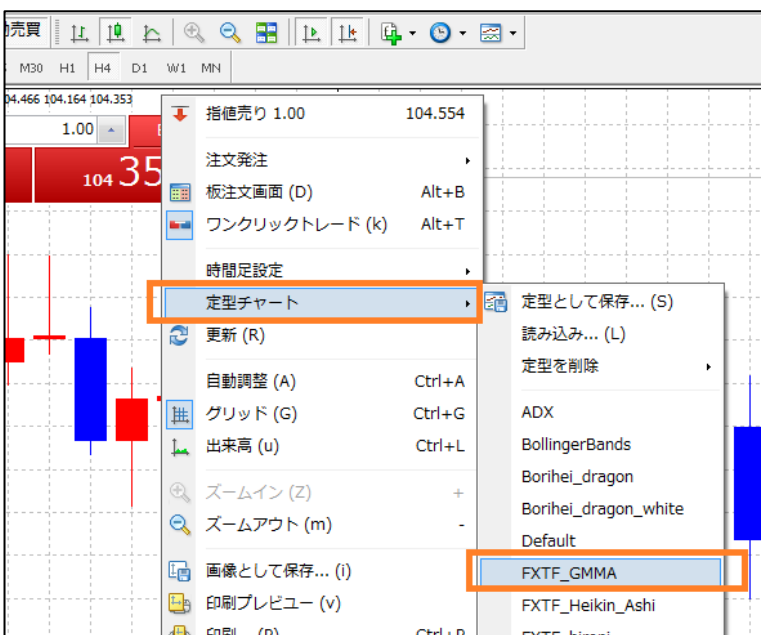 売買
M30 H1 H4 D1 W1 MN
04.466 104.164 104.353
1.00
104 35
指値売り 1.00 104.554
注文発注
板注文画面 (D) Alt+B
ワンクリックトレード (k) Alt+T
時間足設定
定型チャート
更新 (R)
自動調整 (A) Ctrl+A
グリッド (G) Ctrl+G
出来高 (u) Ctrl+L
ズームイン (Z) +
ズームアウト (m) -
画像として保存... (i)
印刷プレビュー (v)
印刷... (P) Ctrl+P
定型として保存... (S)
読み込み... (L)
定型を削除
ADX
BollingerBands
Borihei_dragon
Borihei_dragon_white
Default
FXTF_GMMA
FXTF_Heikin_Ashi